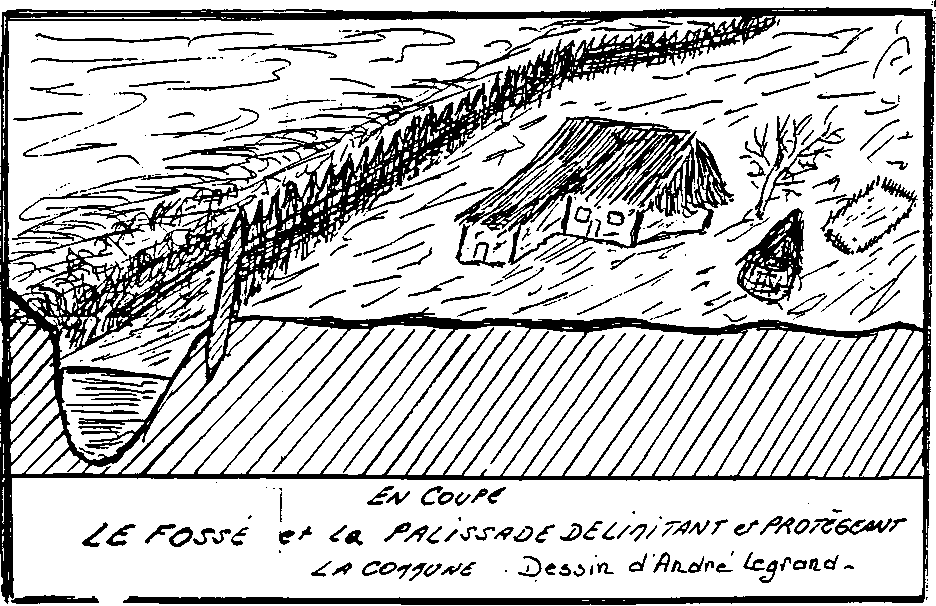 EN COUPE
LE FOSSÉ et la PALISSADE DELIMITANT et PROTÉGEANT
LA COMMUNE . Dessin d'André Legrand-